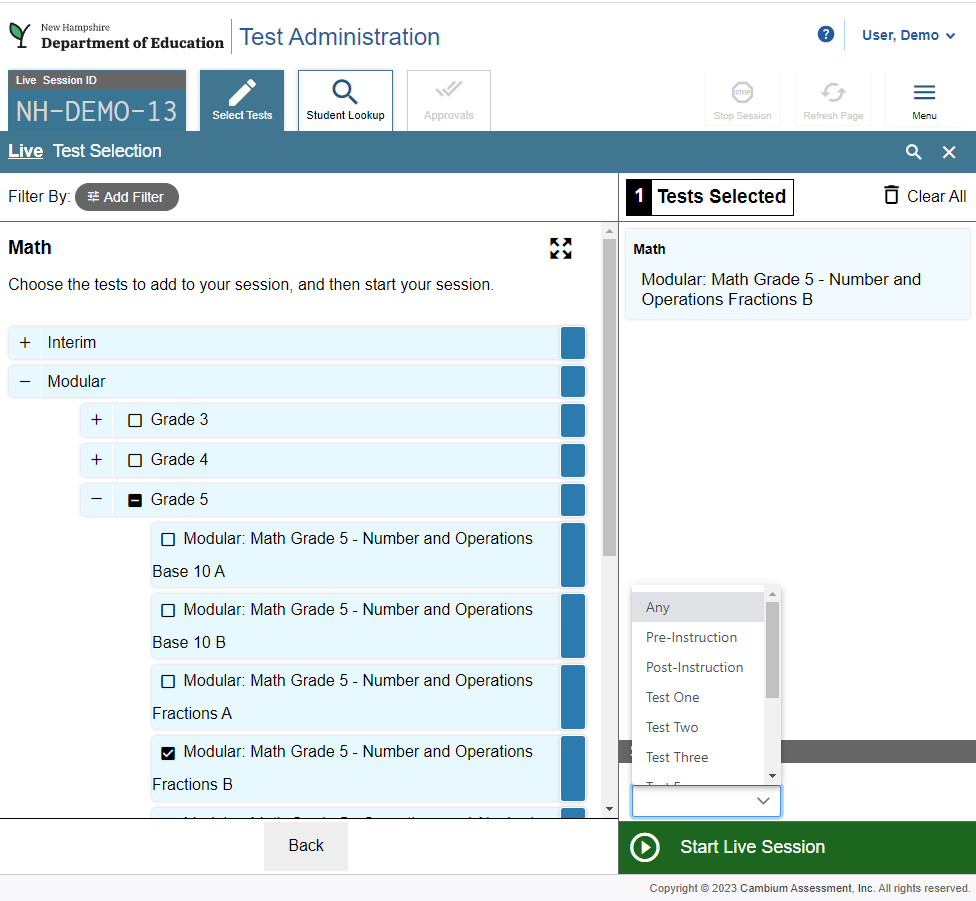 New Hampshire
Department of Education
Test Administration
?
User, Demo
Live Session ID
NH-DEMO-13
Select Tests
Student Lookup
Approvals
STOP
Stop Session
Refresh Page
Menu
Live Test Selection
Filter By: Add Filter
1 Tests Selected
Clear All
Math
Choose the tests to add to your session, and then start your session.
+ Interim
– Modular
+ Grade 3
+ Grade 4
– Grade 5
Modular: Math Grade 5 - Number and Operations
Base 10 A
Modular: Math Grade 5 - Number and Operations
Base 10 B
Modular: Math Grade 5 - Number and Operations
Fractions A
Modular: Math Grade 5 - Number and Operations
Fractions B
Back
Math
Modular: Math Grade 5 - Number and
Operations Fractions B
Any
Pre-Instruction
Post-Instruction
Test One
Test Two
Test Three
Start Live Session
Copyright © 2023 Cambium Assessment, Inc. All rights reserved.